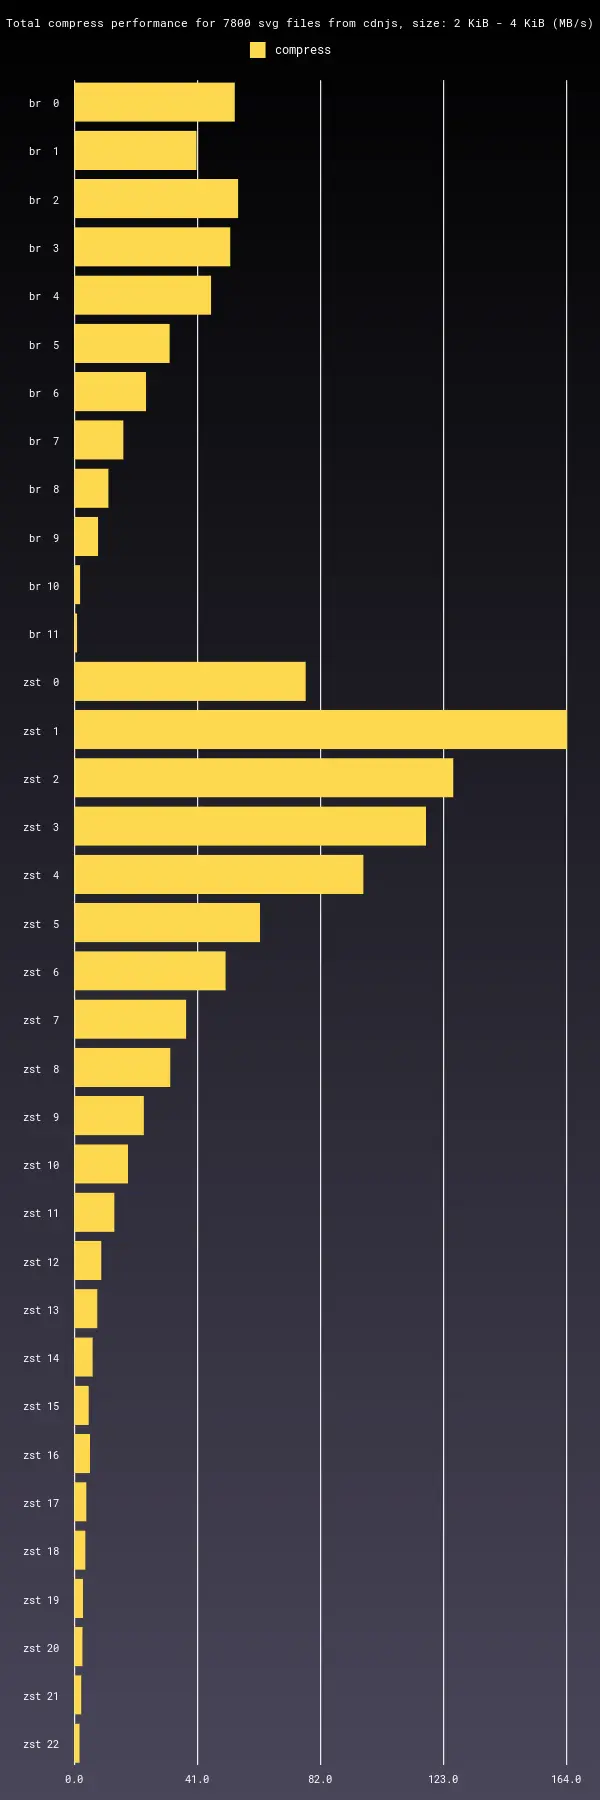 Total compress performance for 7800 svg files from cdnjs, size: 2 KiB - 4 KiB (MB/s)
compress
br 0
br 1
br 2
br 3
br 4
br 5
br 6
br 7
br 8
br 9
br 10
br 11
zst 0
zst 1
zst 2
zst 3
zst 4
zst 5
zst 6
zst 7
zst 8
zst 9
zst 10
zst 11
zst 12
zst 13
zst 14
zst 15
zst 16
zst 17
zst 18
zst 19
zst 20
zst 21
zst 22
0.0 41.0 82.0 123.0 164.0